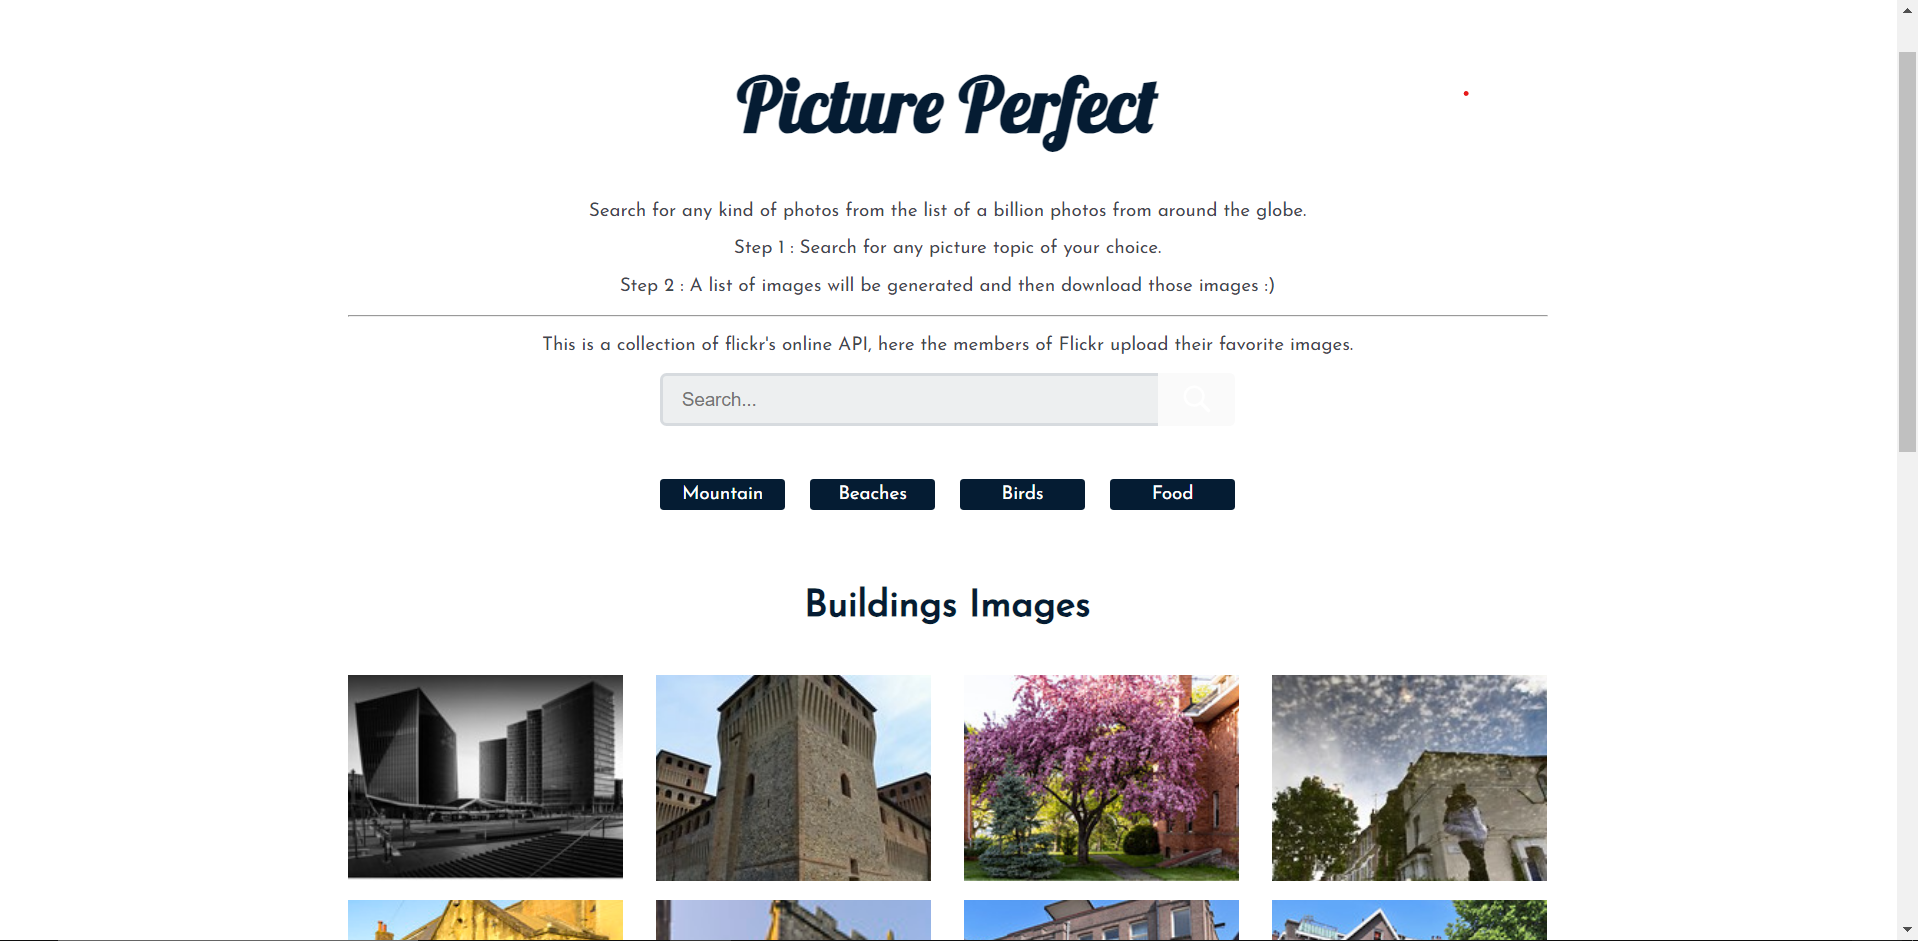 Picture Perfect
Search for any kind of photos from the list of a billion photos from around the globe.
Step 1 : Search for any picture topic of your choice.
Step 2 : A list of images will be generated and then download those images :)
This is a collection of flickr's online API, here the members of Flickr upload their favorite images.
Search...
Mountain
Beaches
Birds
Food
Buildings Images